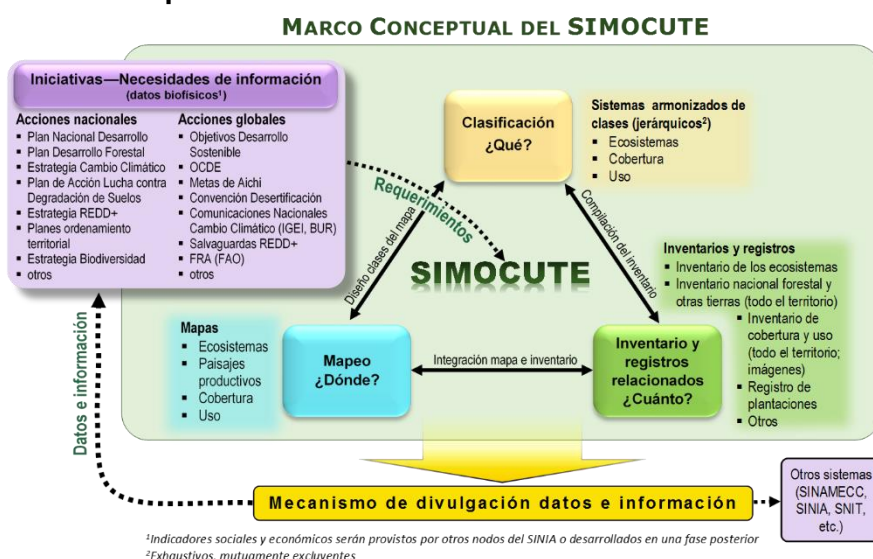 MARCO CONCEPTUAL DEL SIMOCUTE
Iniciativas—Necesidades de información
(datos biofísicos¹)
Acciones nacionales
▪ Plan Nacional Desarrollo
▪ Plan Desarrollo Forestal
▪ Estrategia Cambio Climático
▪ Plan de Acción Lucha contra
Degradación de Suelos
▪ Estrategia REDD+
▪ Planes ordenamiento
territorial
▪ Estrategia Biodiversidad
▪ otros
Acciones globales
▪ Objetivos Desarrollo
Sostenible
▪ OCDE
▪ Metas de Aichi
▪ Convención Desertificación
▪ Comunicaciones Nacionales
Cambio Climático (IGEI, BUR)
▪ Salvaguardas REDD+
▪ FRA (FAO)
▪ otros
Clasificación
¿Qué?
Sistemas armonizados de
clases (jerárquicos²)
▪ Ecosistemas
▪ Cobertura
▪ Uso
Requerimientos
Diseño clases del mapa
SIMOCUTE
Compilación del inventario
Inventarios y registros
▪ Inventario de los ecosistemas
▪ Inventario nacional forestal y
otras tierras (todo el territorio)
▪ Inventario de
cobertura y uso
(todo el territorio;
imágenes)
▪ Registro de
plantaciones
▪ Otros
Mapas
▪ Ecosistemas
▪ Paisajes
productivos
▪ Cobertura
▪ Uso
Mapeo
¿Dónde?
Integración mapa e inventario
Inventario y
registros
relacionados
¿Cuánto?
Datos e información
Mecanismo de divulgación datos e información
Otros sistemas
(SINAMECC,
SINIA, SNIT,
etc.)
¹Indicadores sociales y económicos serán provistos por otros nodos del SINIA o desarrollados en una fase posterior
²Exhaustivos, mutuamente excluyentes